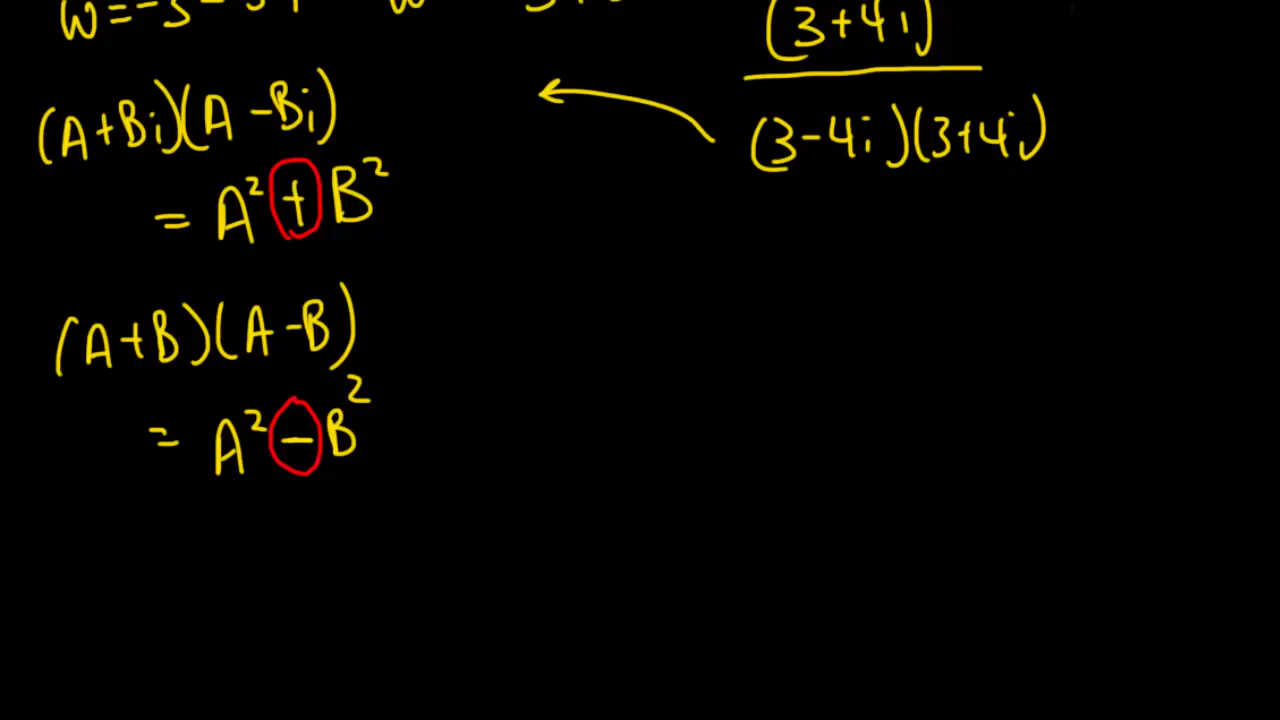 (3+4i)
(A+Bi)(A-Bi)
= A² + B²
(A+B)(A-B)
= A² - B²
(3-4i)(3+4i)